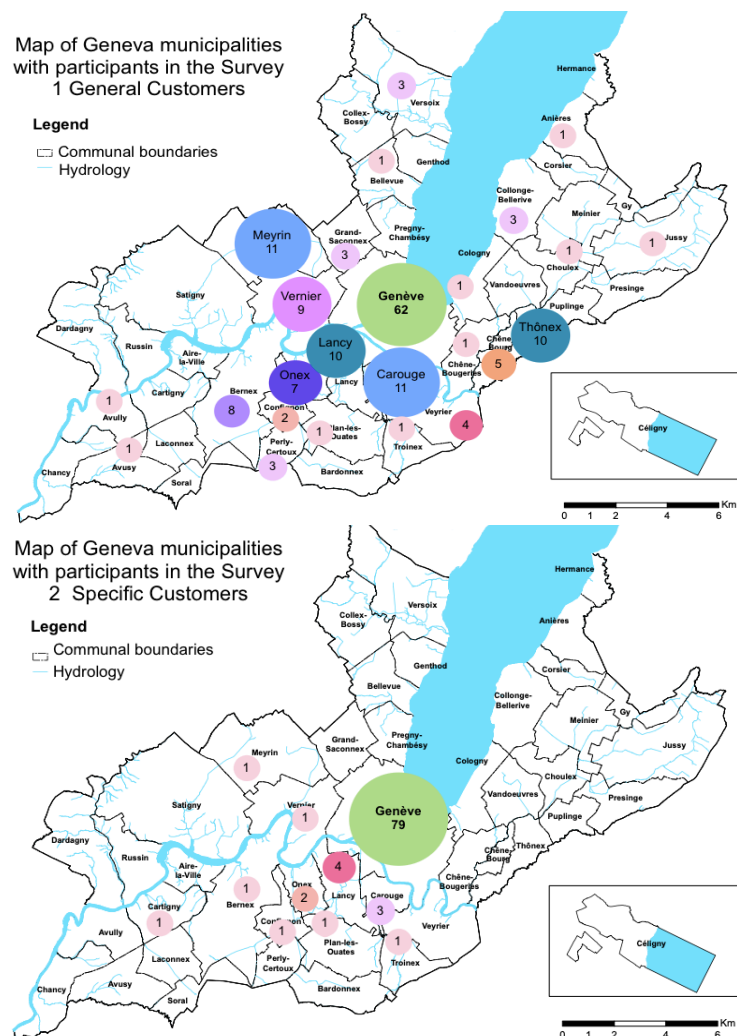 Map of Geneva municipalities
with participants in the Survey
1 General Customers
Legend
Communal boundaries
Hydrology
Hermance
3
Versoix
Collex-
Bossy
Anières
1
1
Genthod
Bellevue
Corsier
Collonge-
Bellerive
3
Gy
Meinier
Meyrin
11
Grand-
Saconnex
3
Pregny-
Chambésy
Cologny
1
Jussy
1
Choulex
Vandoeuvres
1
Presinge
Satigny
Vernier
9
Genève
62
Puplinge
Dardagny
Russin
Thônex
10
Lancy
10
1
Chêne-
Bourg
Aire-
la-Ville
Chêne-
Bougeries
5
Onex
7
Lancy
Carouge
11
Cartigny
Bernex
8
1
Avully
Confignon
2
Veyrier
4
1
Plan-les-
Ouates
1
Troinex
Laconnex
1
Avusy
Perly-
Certoux
3
Chancy
Soral
Bardonnex
Céligny
Km
0 1 2 4 6
Map of Geneva municipalities
with participants in the Survey
2 Specific Customers
Legend
Communal boundaries
Hydrology
Hermance
Versoix
Collex-
Bossy
Anières
Genthod
Corsier
Bellevue
Collonge-
Bellerive
Gy
Meinier
Pregny-
Chambésy
Grand-
Saconnex
Meyrin
1
Jussy
Cologny
Choulex
Vandoeuvres
Presinge
Satigny
Vernier
1
Genève
79
Puplinge
Dardagny
Thônex
Chêne-
Bourg
Russin
Aire-
la-Ville
4
Chêne-
Bougeries
1
Bernex
Onex
2
Lancy
Carouge
3
Cartigny
1
Confignon
1
1
Plan-les-
Ouates
Veyrier
1
Troinex
Avully
Laconnex
Perly-
Certoux
Avusy
Chancy
Soral
Bardonnex
Céligny
Km
0 1 2 4 6